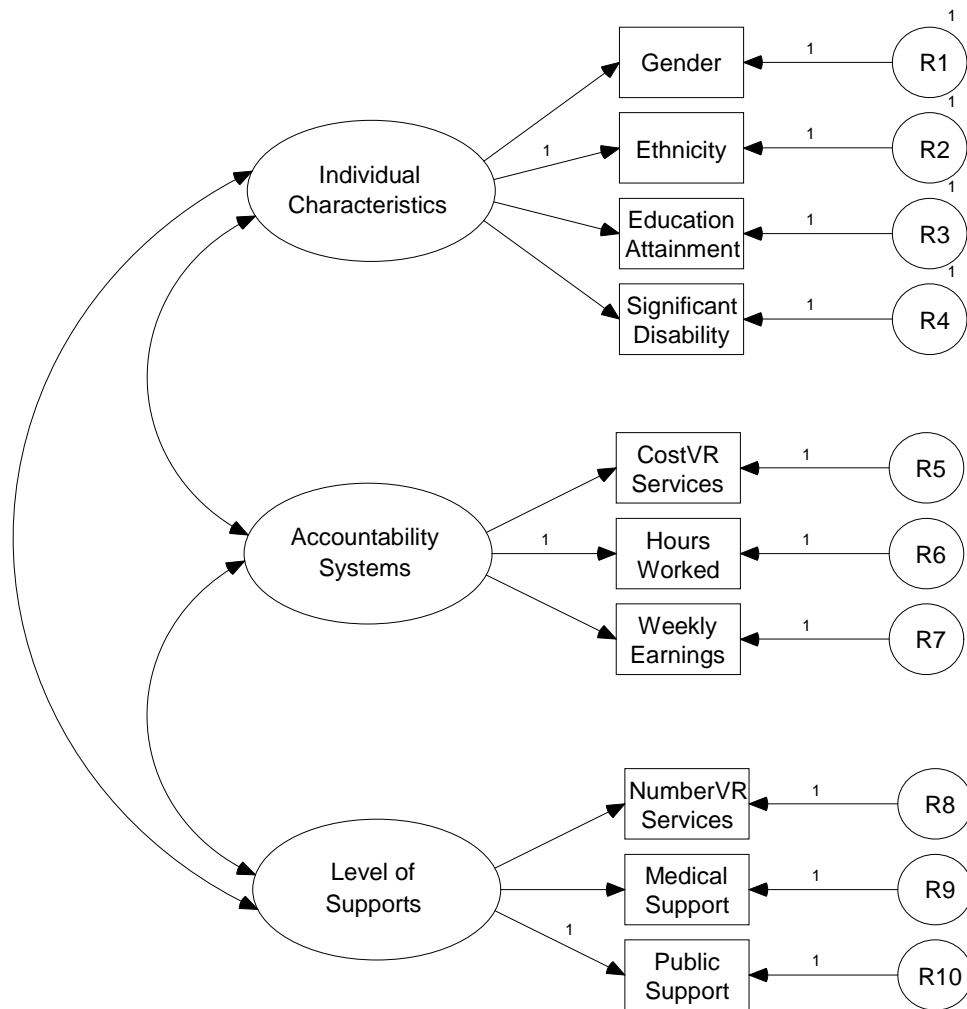 1
Gender
1
R1
1
Individual
Characteristics
1
Ethnicity
1
R2
1
Education
Attainment
1
R3
1
Significant
Disability
1
R4
CostVR
Services
1
R5
Accountability
Systems
1
Hours
Worked
1
R6
Weekly
Earnings
1
R7
NumberVR
Services
1
R8
Level of
Supports
Medical
Support
1
R9
1
Public
Support
1
R10